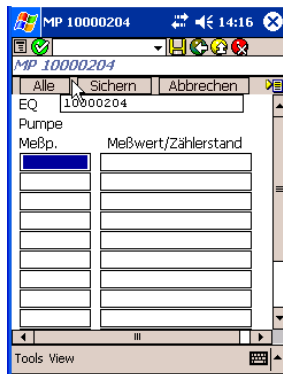 MP 10000204 14:16
MP 10000204
Alle Sichern Abbrechen
EQ 10000204
Pumpe
Meßp. Meßwert/Zählerstand
Tools View